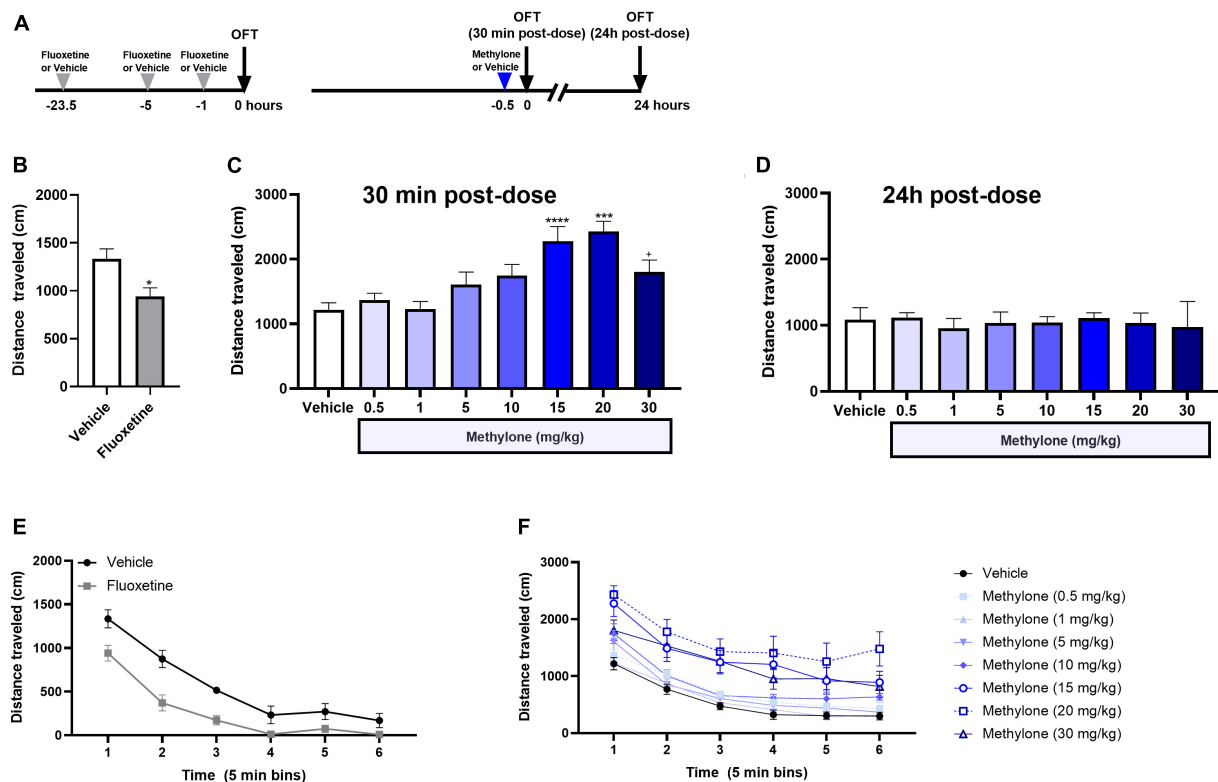 A
OFT
OFT
(30 min post-dose)
OFT
(24h post-dose)
Fluoxetine
or Vehicle
Fluoxetine
or Vehicle
Fluoxetine
or Vehicle
Methylone
or Vehicle
-23.5
-5
-1
0 hours
-0.5
0
24 hours
B
Distance traveled (cm)
2000
1500
1000
500
0
*
Vehicle
Fluoxetine
C
30 min post-dose
Distance traveled (cm)
3000
2000
1000
0
****
***
+
Vehicle 0.5 1 5 10 15 20 30
Methylone (mg/kg)
D
24h post-dose
Distance traveled (cm)
3000
2000
1000
0
Vehicle 0.5 1 5 10 15 20 30
Methylone (mg/kg)
E
Distance traveled (cm)
2000
1500
1000
500
0
Vehicle
Fluoxetine
1 2 3 4 5 6
Time (5 min bins)
F
Distance traveled (cm)
3000
2000
1000
0
1 2 3 4 5 6
Time (5 min bins)
Vehicle
Methylone (0.5 mg/kg)
Methylone (1 mg/kg)
Methylone (5 mg/kg)
Methylone (10 mg/kg)
Methylone (15 mg/kg)
Methylone (20 mg/kg)
Methylone (30 mg/kg)